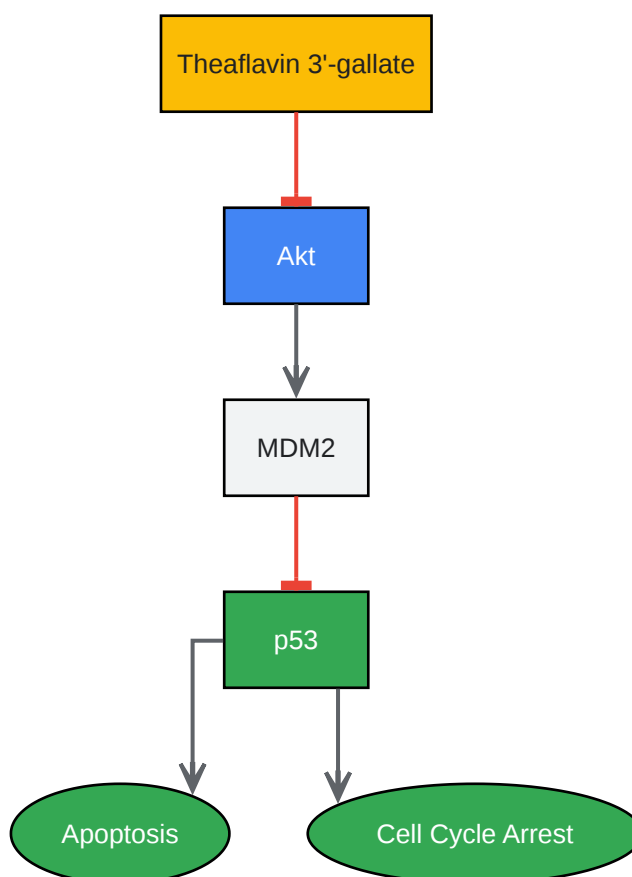 Theaflavin 3'-gallate
Akt
MDM2
p53
Apoptosis
Cell Cycle Arrest